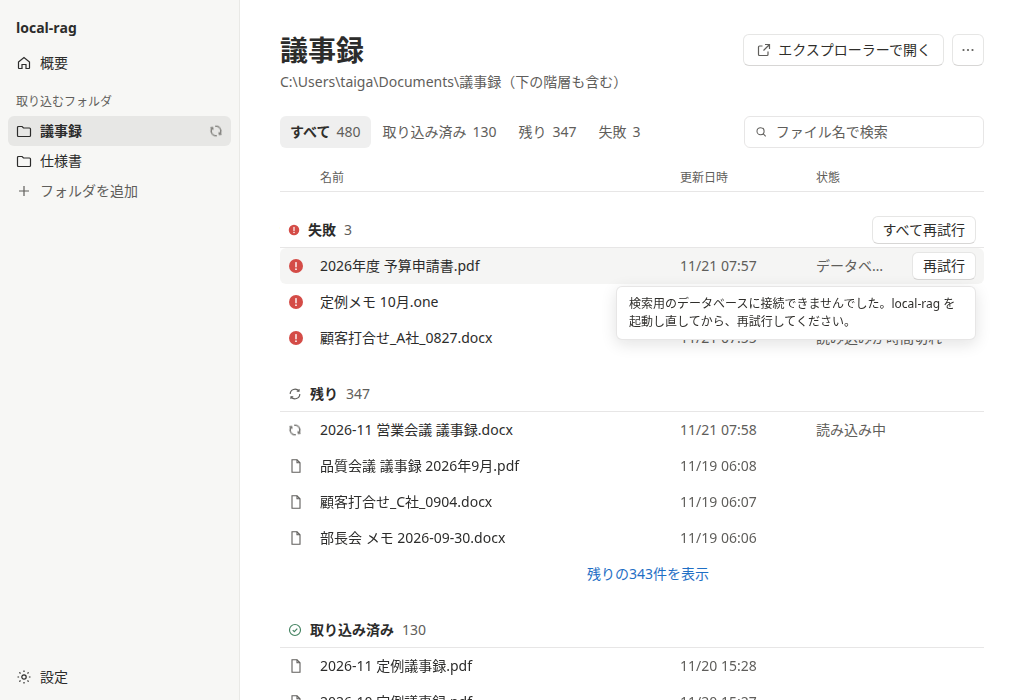 local-rag
概要
取り込むフォルダ
議事録
仕様書
フォルダを追加
設定
議事録
エクスプローラーで開く
C:\Users\taiga\Documents\議事録（下の階層も含む）
すべて 480 取り込み済み 130 残り 347 失敗 3
ファイル名で検索
名前 更新日時 状態
失敗 3 すべて再試行
2026年度 予算申請書.pdf 11/21 07:57 データベ... 再試行
定例メモ 10月.one
検索用のデータベースに接続できませんでした。local-rag を
起動し直してから、再試行してください。
顧客打合せ_A社_0827.docx
残り 347
2026-11 営業会議 議事録.docx 11/21 07:58 読み込み中
品質会議 議事録 2026年9月.pdf 11/19 06:08
顧客打合せ_C社_0904.docx 11/19 06:07
部長会 メモ 2026-09-30.docx 11/19 06:06
残りの343件を表示
取り込み済み 130
2026-11 定例議事録.pdf 11/20 15:28